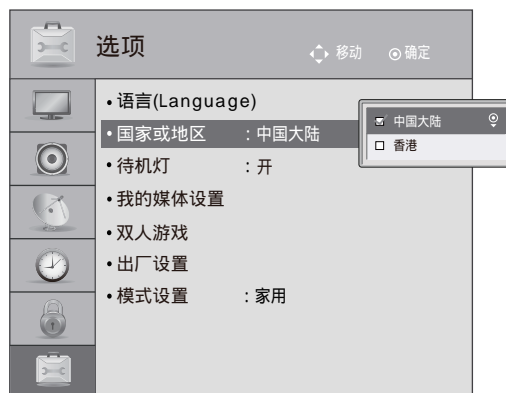 选项
移动 确定
• 语言(Language)
• 国家或地区 : 中国大陆
中国大陆
香港
• 待机灯 : 开
• 我的媒体设置
• 双人游戏
• 出厂设置
• 模式设置 : 家用